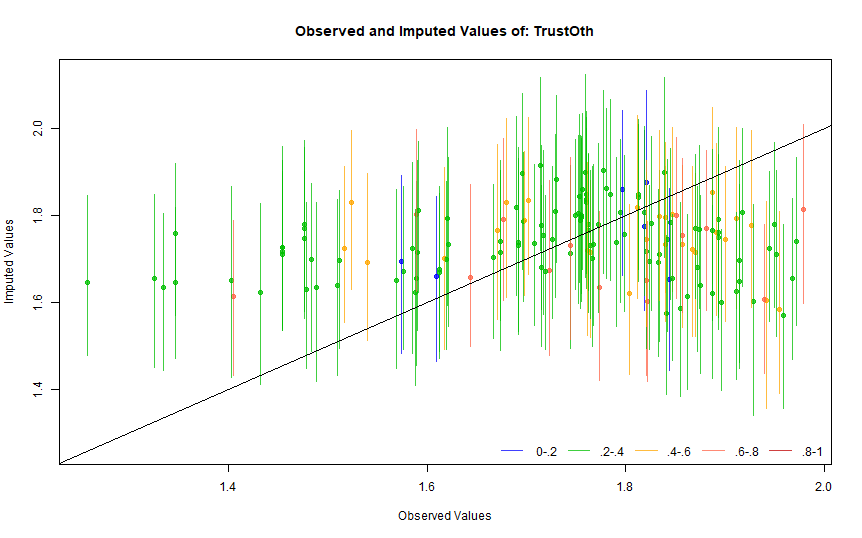 Observed and Imputed Values of: TrustOth
Imputed Values
2.0
1.8
1.6
1.4
0-.2 .2-.4 .4-.6 .6-.8 .8-1
1.4 1.6 1.8 2.0
Observed Values